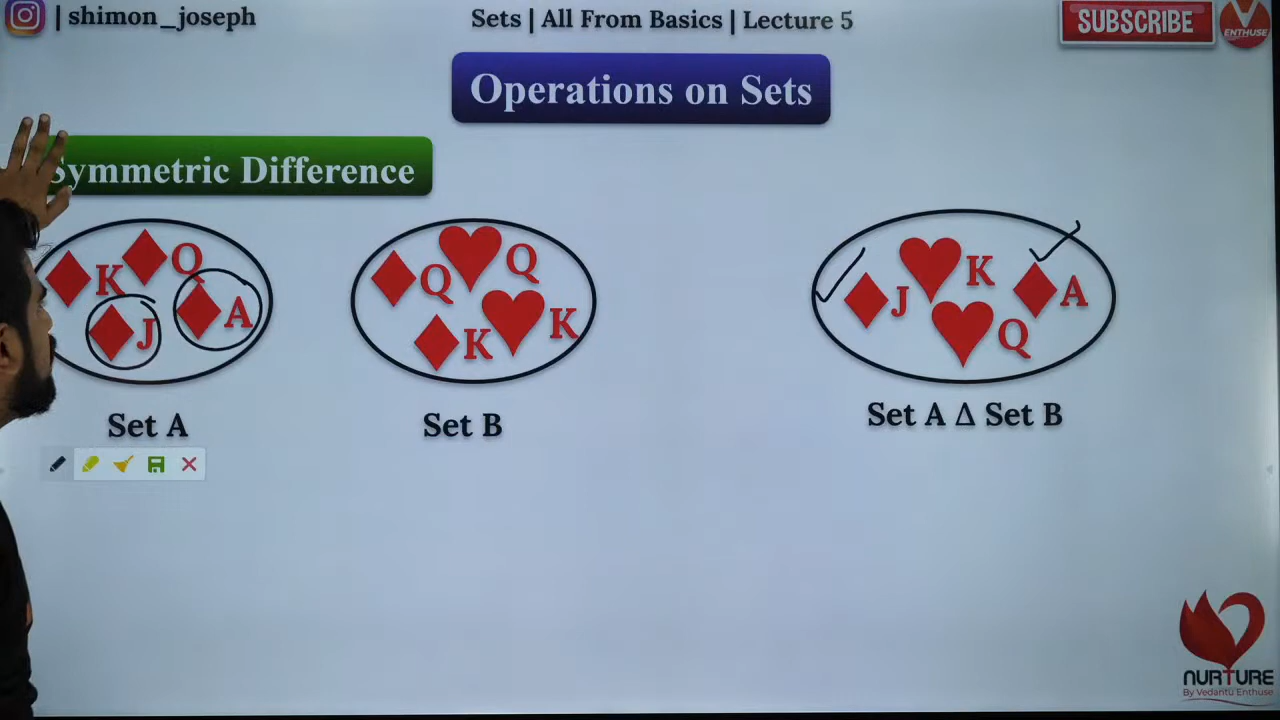 | shimon_joseph
Sets | All From Basics | Lecture 5
SUBSCRIBE
ENTHUSE
Operations on Sets
Symmetric Difference
K Q
J A
Q Q
K K
J K A
Q
Set A
Set B
Set A Δ Set B
NURTURE
By Vedantu Enthuse